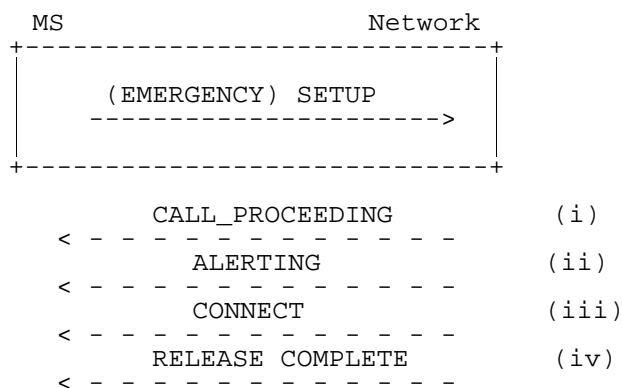 MS Network
(EMERGENCY) SETUP
CALL_PROCEEDING (i)
ALERTING (ii)
CONNECT (iii)
RELEASE COMPLETE (iv)